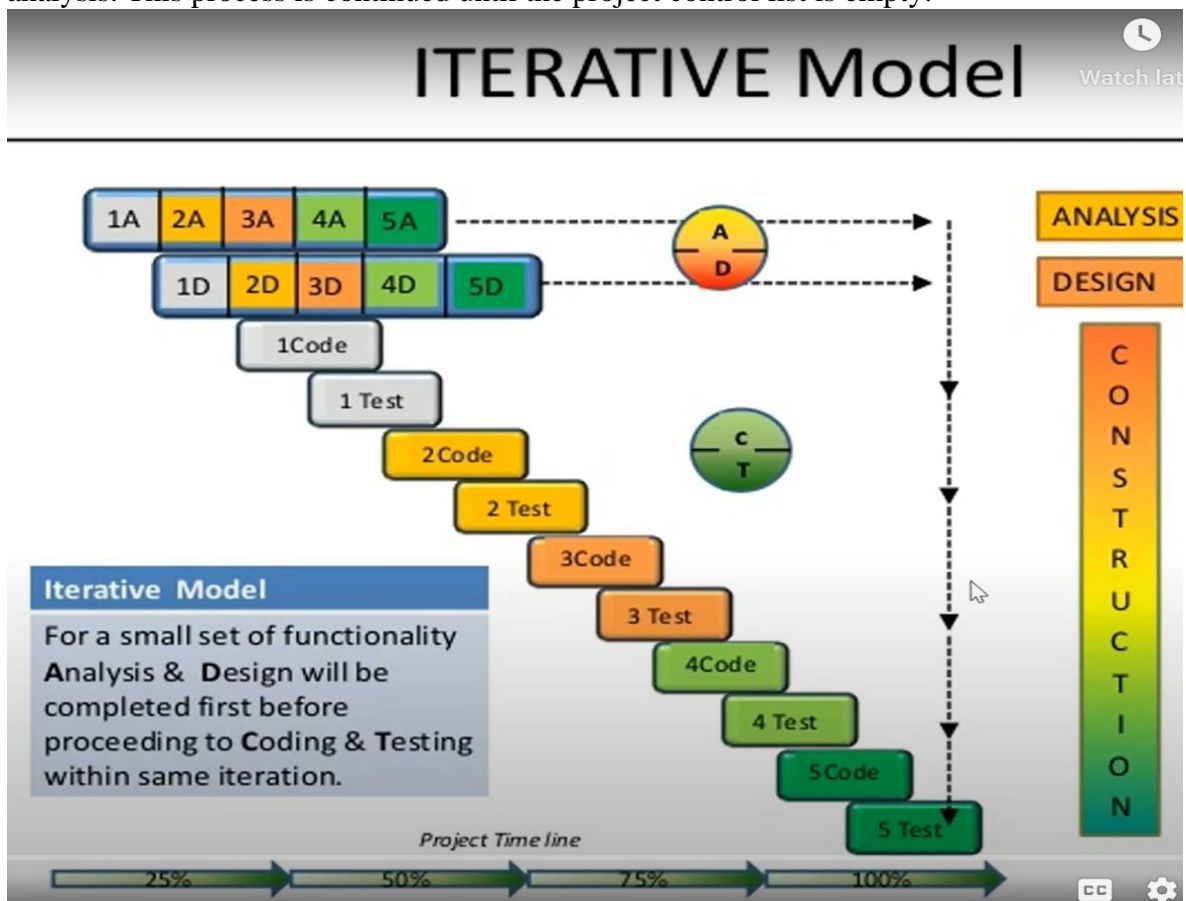 analysis. This process is continued until the project control list is empty.
ITERATIVE Model
Watch lat
1A 2A 3A 4A 5A
A
D
ANALYSIS
1D 2D 3D 4D 5D
DESIGN
1Code
1 Test
2Code
2 Test
3Code
3 Test
4Code
4 Test
5Code
5 Test
C
T
C
O
N
S
T
R
U
C
T
I
O
N
Iterative Model
For a small set of functionality
Analysis & Design will be
completed first before
proceeding to Coding & Testing
within same iteration.
Project Time line
25% 50% 75% 100%
CC